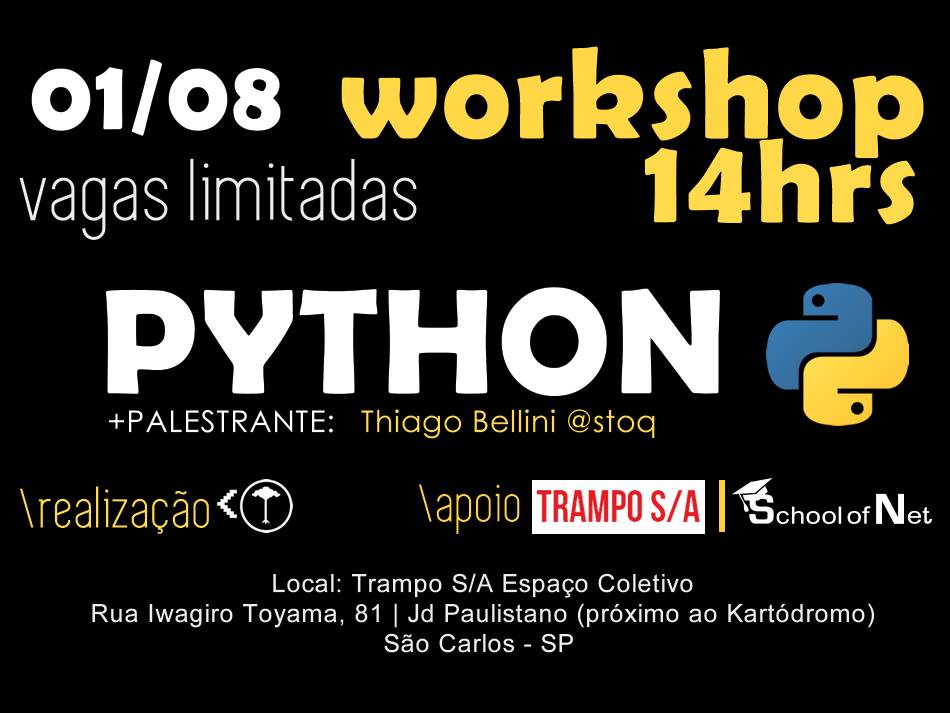 01/08 workshop
vagas limitadas 14hrs
PYTHON
+PALESTRANTE: Thiago Bellini @stoq
\realização \apoio TRAMPO S/A | School of Net
Local: Trampo S/A Espaço Coletivo
Rua Iwagiro Toyama, 81 | Jd Paulistano (próximo ao Kartódromo)
São Carlos - SP